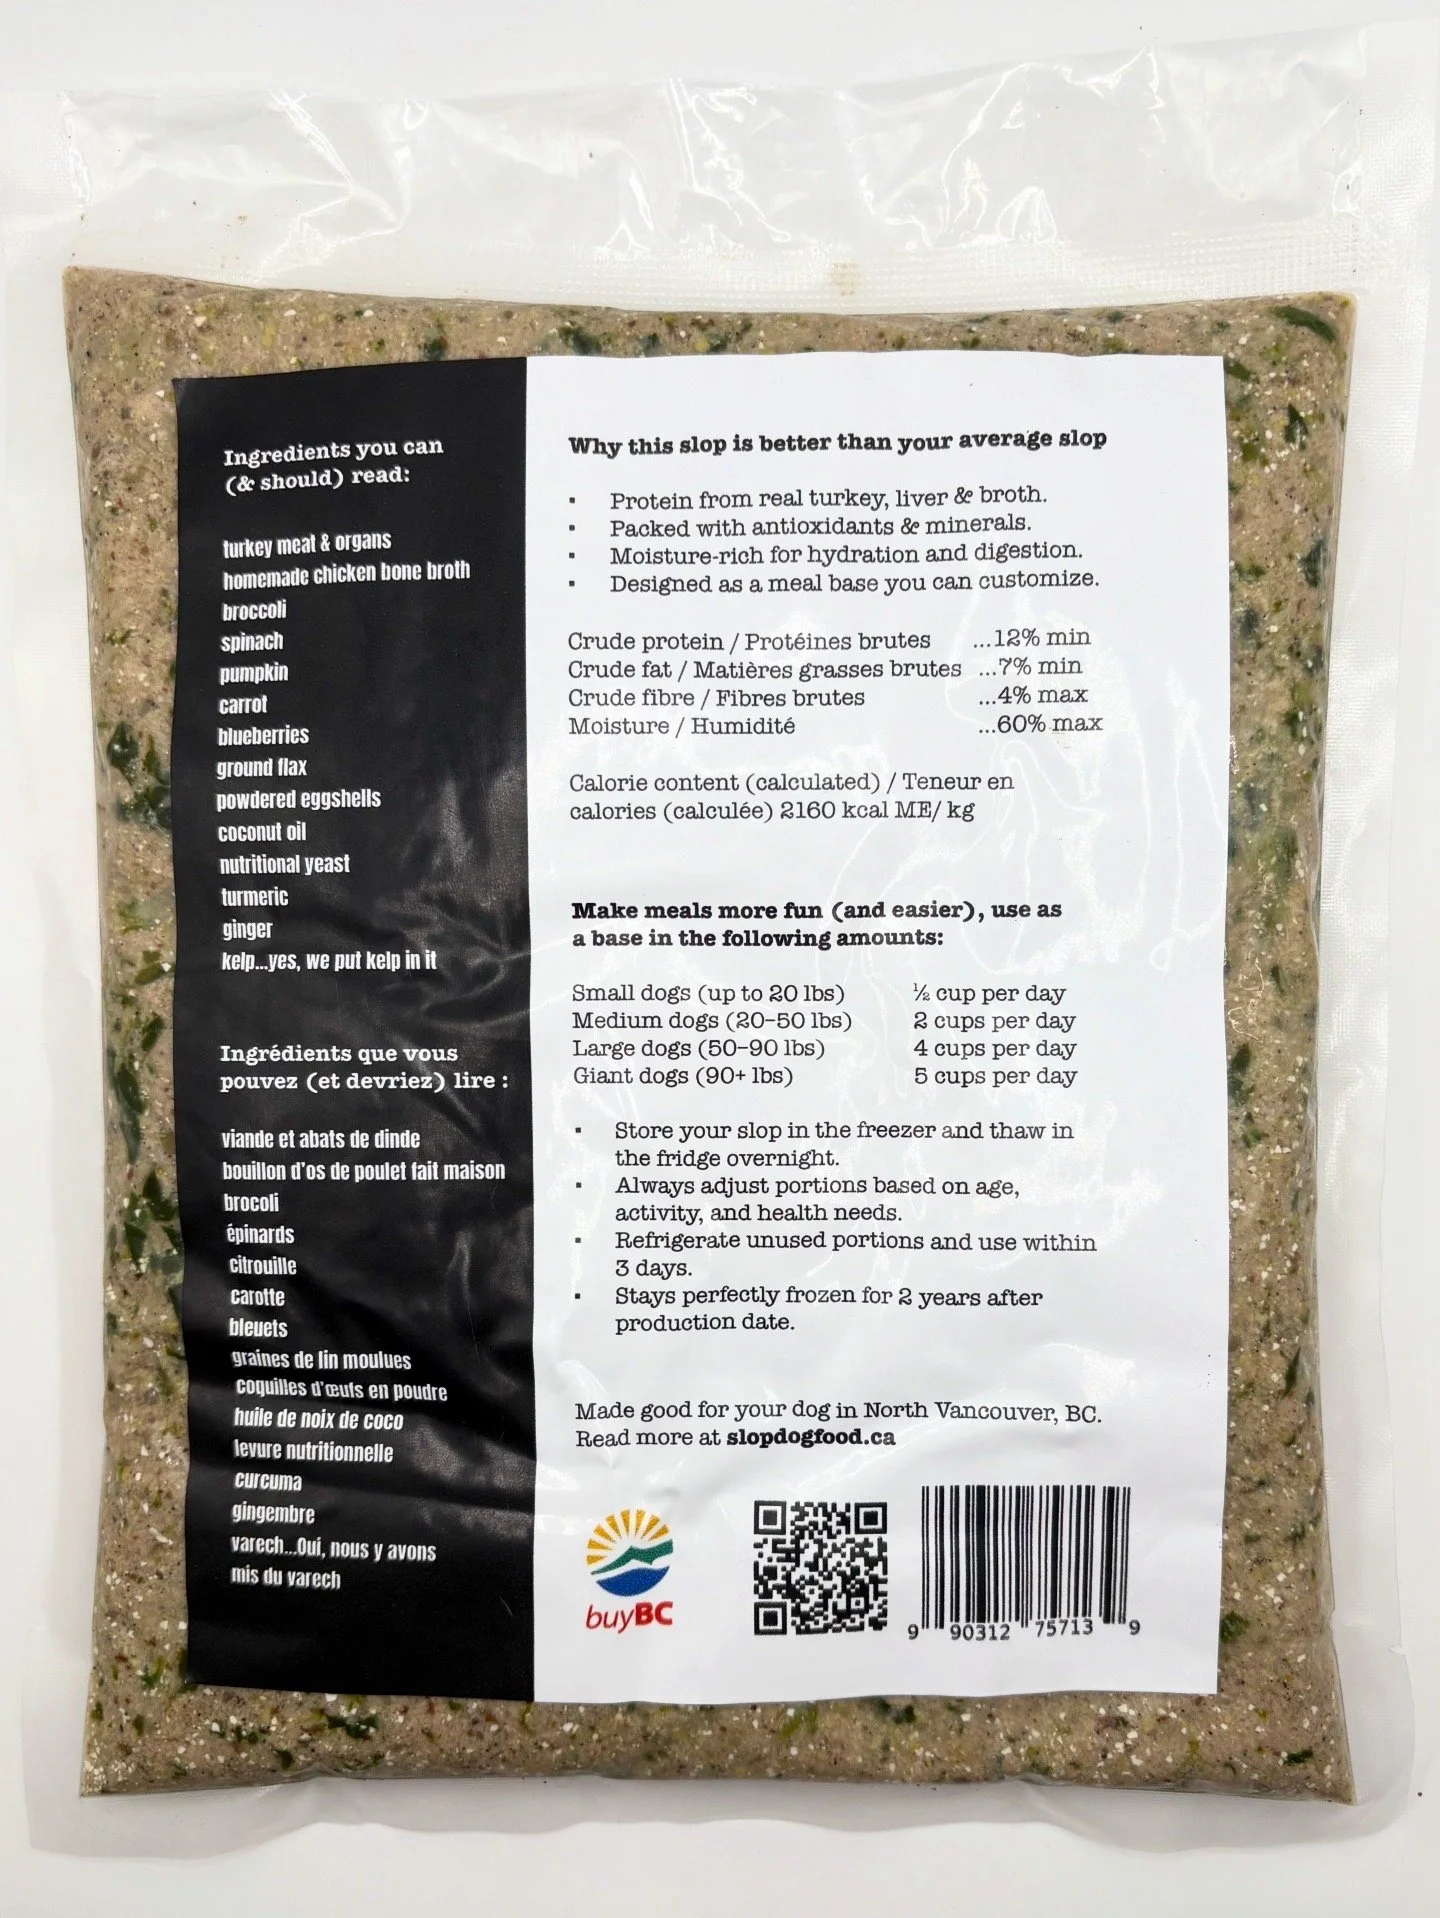 Ingredients you can
(& should) read:
turkey meat & organs
homemade chicken bone broth
broccoli
spinach
pumpkin
carrot
blueberries
ground flax
powdered eggshells
coconut oil
nutritional yeast
turmeric
ginger
kelp...yes, we put kelp in it
Ingrédients que vous
pouvez (et devriez) lire :
viande et abats de dinde
bouillon d'os de poulet fait maison
brocoli
épinards
citrouille
carotte
bleuets
graines de lin moulues
coquilles d'œufs en poudre
huile de noix de coco
levure nutritionnelle
curcuma
gingembre
varech...Oui, nous y avons
mis du varech
Why this slop is better than your average slop
▪ Protein from real turkey, liver & broth.
▪ Packed with antioxidants & minerals.
▪ Moisture-rich for hydration and digestion.
▪ Designed as a meal base you can customize.
Crude protein / Protéines brutes ...12% min
Crude fat / Matières grasses brutes ...7% min
Crude fibre / Fibres brutes ...4% max
Moisture / Humidité ...60% max
Calorie content (calculated) / Teneur en
calories (calculée) 2160 kcal ME/ kg
Make meals more fun (and easier), use as
a base in the following amounts:
Small dogs (up to 20 lbs) ½ cup per day
Medium dogs (20-50 lbs) 2 cups per day
Large dogs (50-90 lbs) 4 cups per day
Giant dogs (90+ lbs) 5 cups per day
▪ Store your slop in the freezer and thaw in
the fridge overnight.
▪ Always adjust portions based on age,
activity, and health needs.
▪ Refrigerate unused portions and use within
3 days.
▪ Stays perfectly frozen for 2 years after
production date.
Made good for your dog in North Vancouver, BC.
Read more at slopdogfood.ca
buyBC
9 90312 75713 9